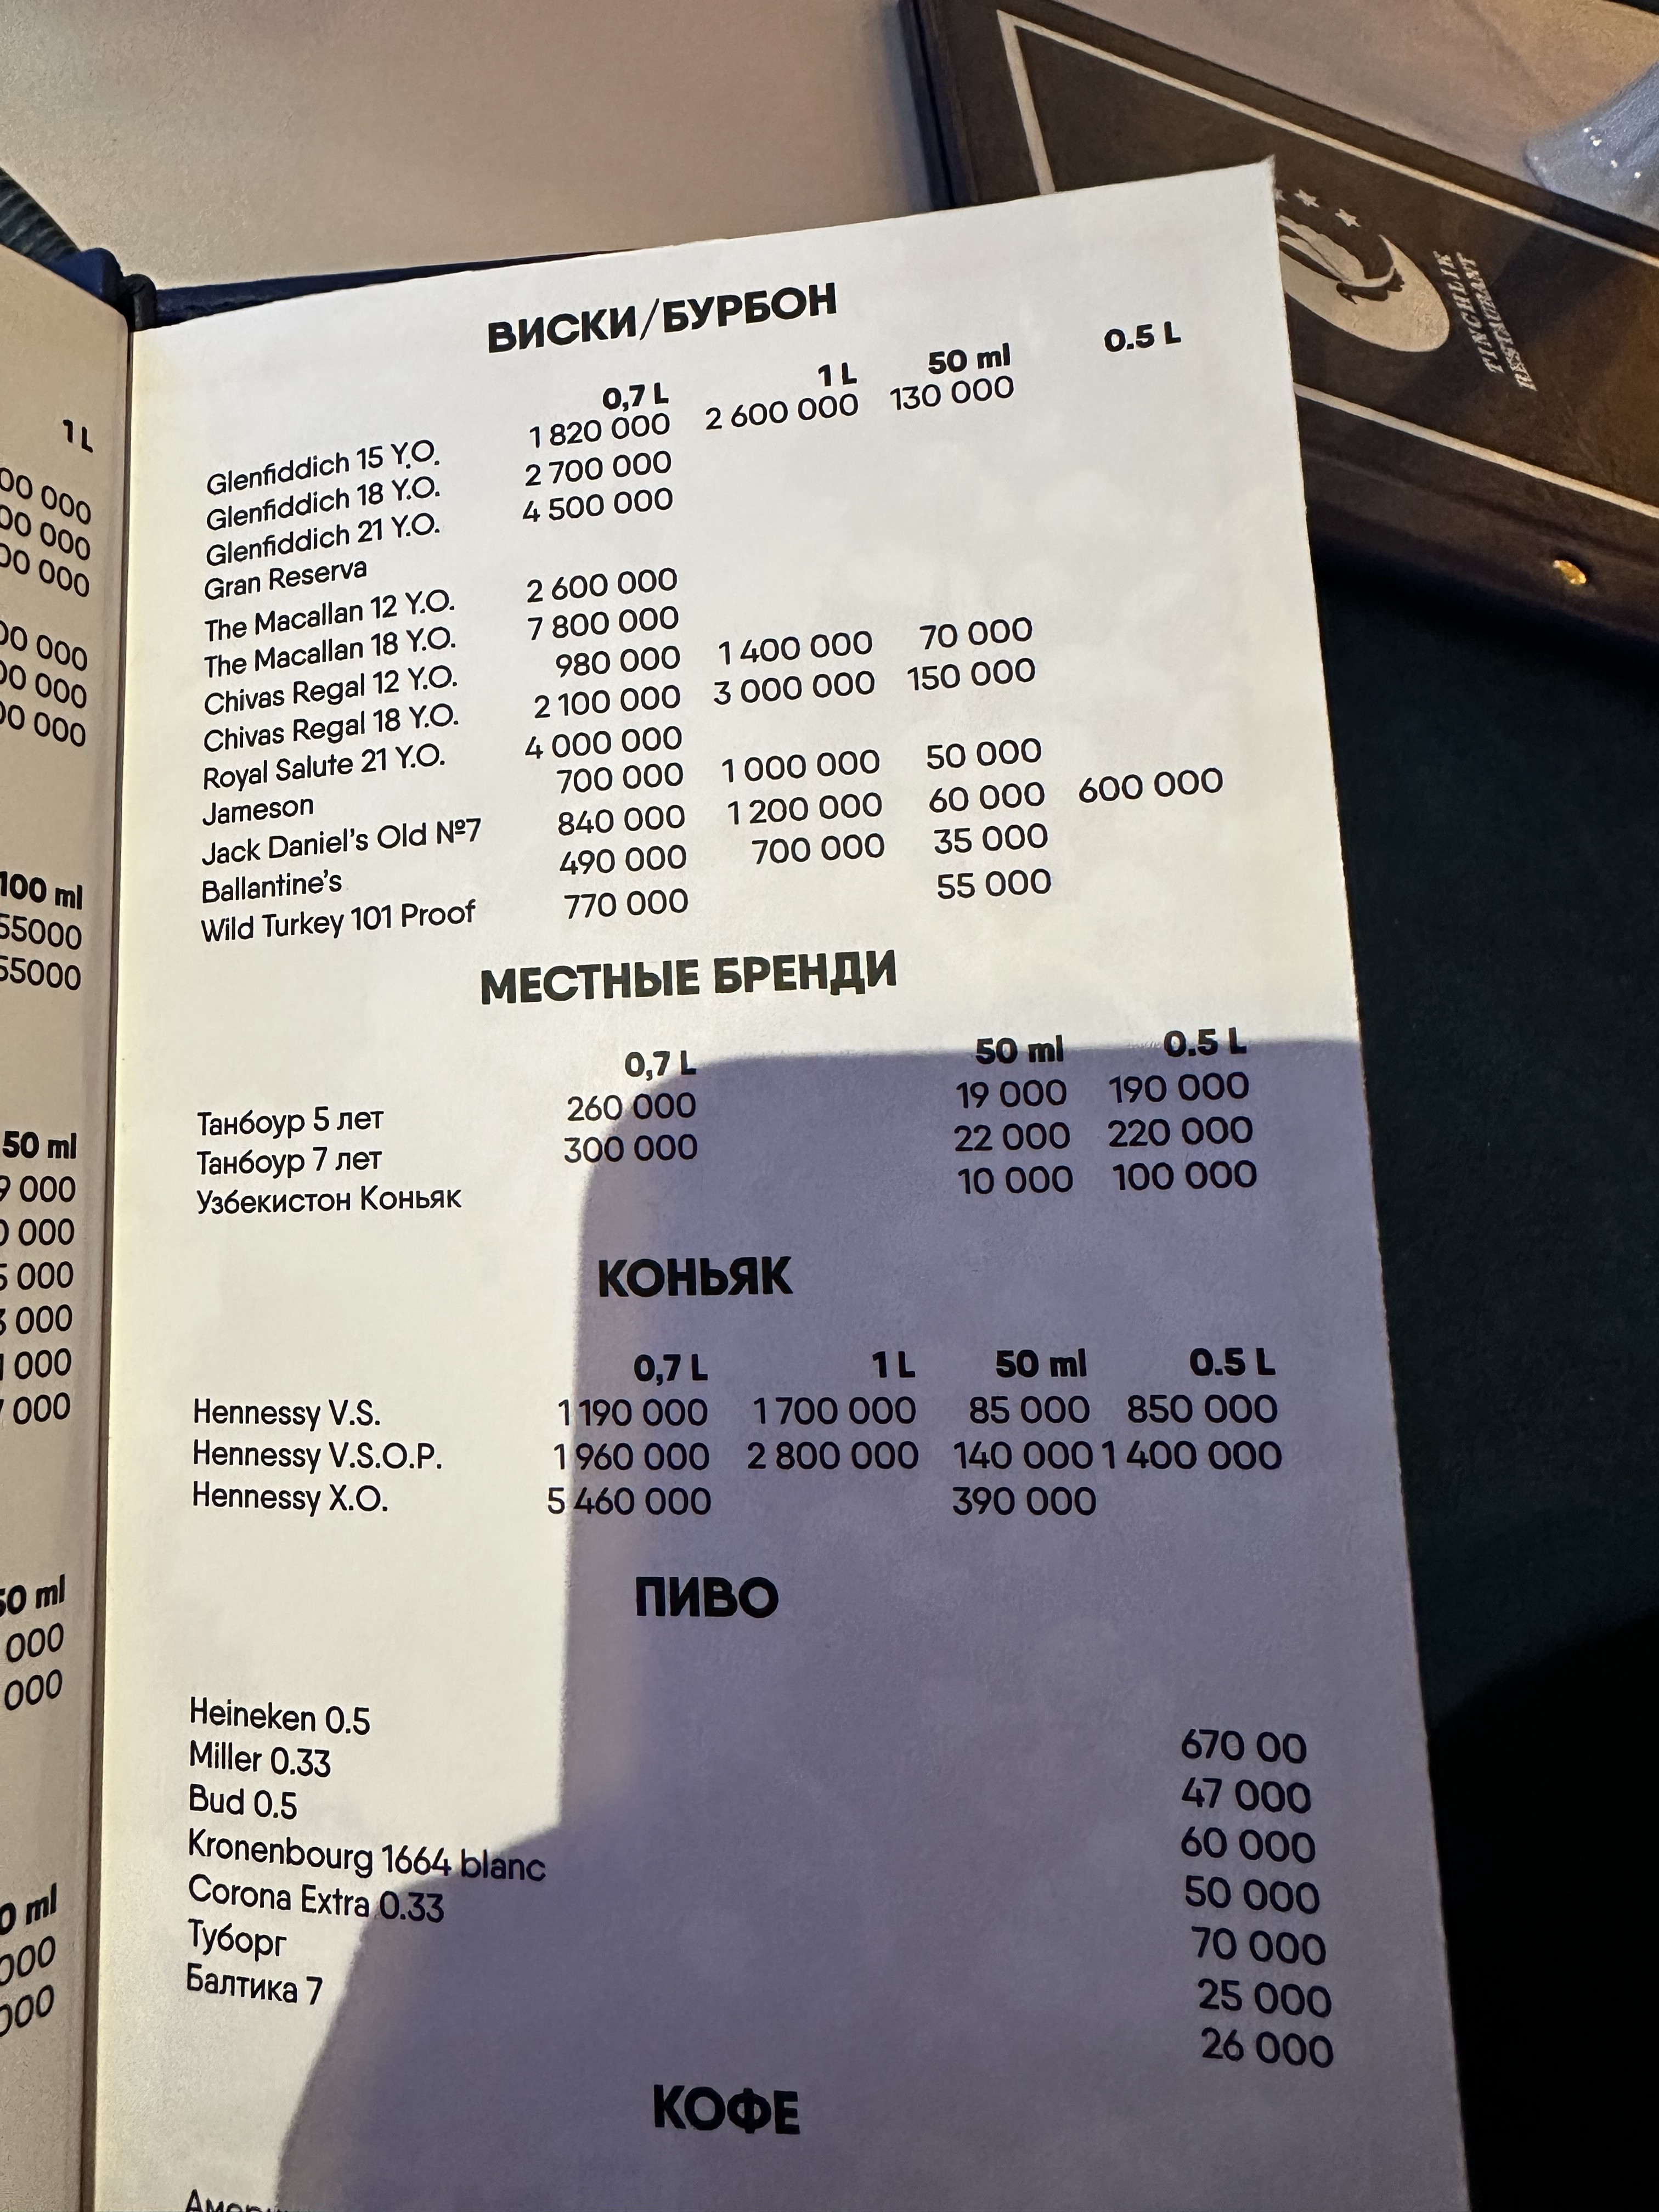 1 L
100 ml
50 ml
ВИСКИ/БУРБОН
0,7 L 1 L 50 ml 0.5 L
Glenfiddich 15 Y.O. 1 820 000 2 600 000 130 000
Glenfiddich 18 Y.O. 2 700 000
Glenfiddich 21 Y.O. 4 500 000
Gran Reserva
The Macallan 12 Y.O. 2 600 000
The Macallan 18 Y.O. 7 800 000
Chivas Regal 12 Y.O. 980 000 1 400 000 70 000
Chivas Regal 18 Y.O. 2 100 000 3 000 000 150 000
Royal Salute 21 Y.O. 4 000 000
Jameson 700 000 1 000 000 50 000
Jack Daniel's Old №7 840 000 1 200 000 60 000 600 000
Ballantine's 490 000 700 000 35 000
Wild Turkey 101 Proof 770 000 55 000
МЕСТНЫЕ БРЕНДИ
0,7 L 50 ml 0.5 L
Танбоур 5 лет 260 000 19 000 190 000
Танбоур 7 лет 300 000 22 000 220 000
Узбекистон Коньяк 10 000 100 000
КОНЬЯК
0,7 L 1 L 50 ml 0.5 L
Hennessy V.S. 1 190 000 1 700 000 85 000 850 000
Hennessy V.S.O.P. 1 960 000 2 800 000 140 000 1 400 000
Hennessy X.O. 5 460 000 390 000
ПИВО
Heineken 0.5 670 00
Miller 0.33 47 000
Bud 0.5 60 000
Kronenbourg 1664 blanc 50 000
Corona Extra 0.33 70 000
Туборг 25 000
Балтика 7 26 000
КОФЕ
TINCHLIK
RESTAURANT